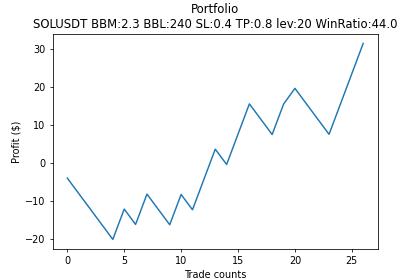 Portfolio
SOLUSDT BBM:2.3 BBL:240 SL:0.4 TP:0.8 lev:20 WinRatio:44.0
30
20
10
0
−10
−20
Profit ($)
0 5 10 15 20 25
Trade counts